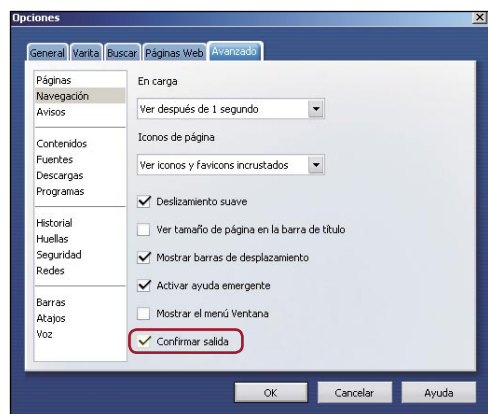 Opciones
General Varita Buscar Páginas Web Avanzado
Páginas
Navegación
Avisos
Contenidos
Fuentes
Descargas
Programas
Historial
Huellas
Seguridad
Redes
Barras
Atajos
Voz
En carga
Ver después de 1 segundo
Iconos de página
Ver iconos y favicons incrustados
Deslizamiento suave
Ver tamaño de página en la barra de título
Mostrar barras de desplazamiento
Activar ayuda emergente
Mostrar el menú Ventana
Confirmar salida
OK Cancelar Ayuda